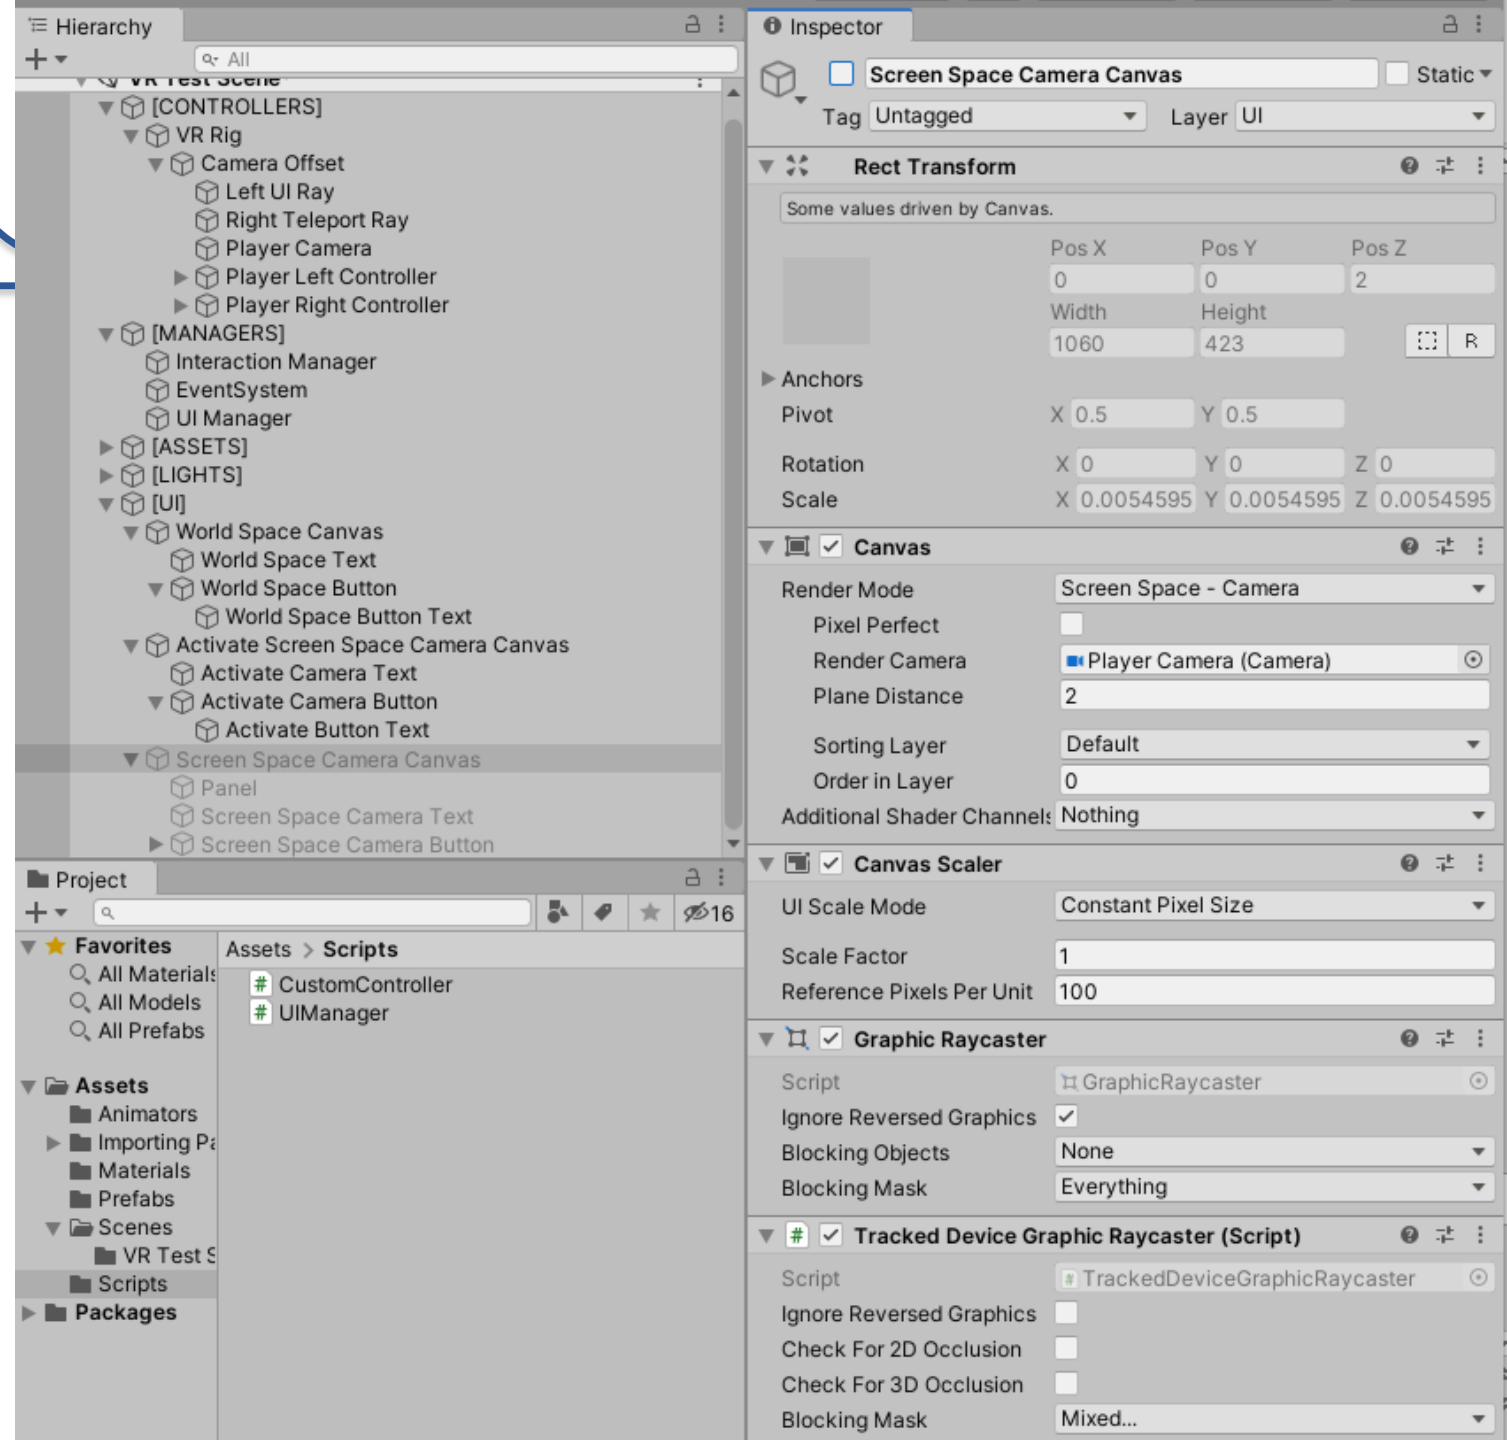 Hierarchy
All
VR Test Scene*
[CONTROLLERS]
VR Rig
Camera Offset
Left UI Ray
Right Teleport Ray
Player Camera
Player Left Controller
Player Right Controller
[MANAGERS]
Interaction Manager
EventSystem
UI Manager
[ASSETS]
[LIGHTS]
[UI]
World Space Canvas
World Space Text
World Space Button
World Space Button Text
Activate Screen Space Camera Canvas
Activate Camera Text
Activate Camera Button
Activate Button Text
Screen Space Camera Canvas
Panel
Screen Space Camera Text
Screen Space Camera Button
Project
16
Favorites
All Materials
All Models
All Prefabs
Assets
Animators
Importing Pa
Materials
Prefabs
Scenes
VR Test S
Scripts
Packages
Assets > Scripts
CustomController
UIManager
Inspector
Screen Space Camera Canvas Static
Tag Untagged Layer UI
Rect Transform
Some values driven by Canvas.
Pos X Pos Y Pos Z
0 0 2
Width Height
1060 423 R
Anchors
Pivot X 0.5 Y 0.5
Rotation X 0 Y 0 Z 0
Scale X 0.0054595 Y 0.0054595 Z 0.0054595
Canvas
Render Mode Screen Space - Camera
Pixel Perfect
Render Camera Player Camera (Camera)
Plane Distance 2
Sorting Layer Default
Order in Layer 0
Additional Shader Channels Nothing
Canvas Scaler
UI Scale Mode Constant Pixel Size
Scale Factor 1
Reference Pixels Per Unit 100
Graphic Raycaster
Script GraphicRaycaster
Ignore Reversed Graphics
Blocking Objects None
Blocking Mask Everything
# Tracked Device Graphic Raycaster (Script)
Script # TrackedDeviceGraphicRaycaster
Ignore Reversed Graphics
Check For 2D Occlusion
Check For 3D Occlusion
Blocking Mask Mixed...